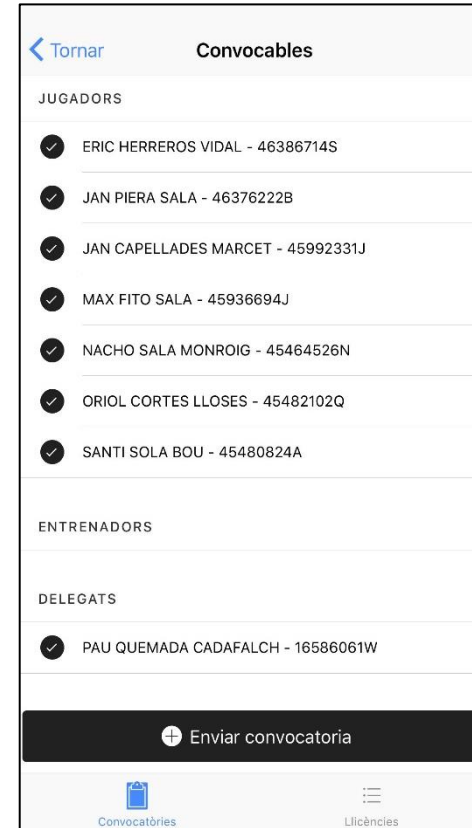 Tornar Convocables
JUGADORS
ERIC HERREROS VIDAL - 46386714S
JAN PIERA SALA - 46376222B
JAN CAPELLADES MARCET - 45992331J
MAX FITO SALA - 45936694J
NACHO SALA MONROIG - 45464526N
ORIOL CORTES LLOSES - 45482102Q
SANTI SOLA BOU - 45480824A
ENTRENADORS
DELEGATS
PAU QUEMADA CADAFALCH - 16586061W
Enviar convocatoria
Convocatòries Llicències